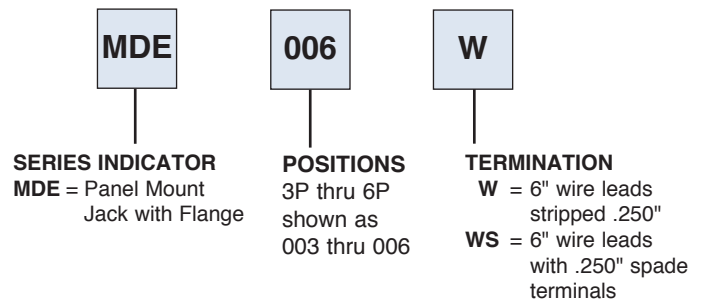 MDE
006
W
SERIES INDICATOR
MDE = Panel Mount
Jack with Flange
POSITIONS
3P thru 6P
shown as
003 thru 006
TERMINATION
W = 6" wire leads
stripped .250"
WS = 6" wire leads
with .250" spade
terminals